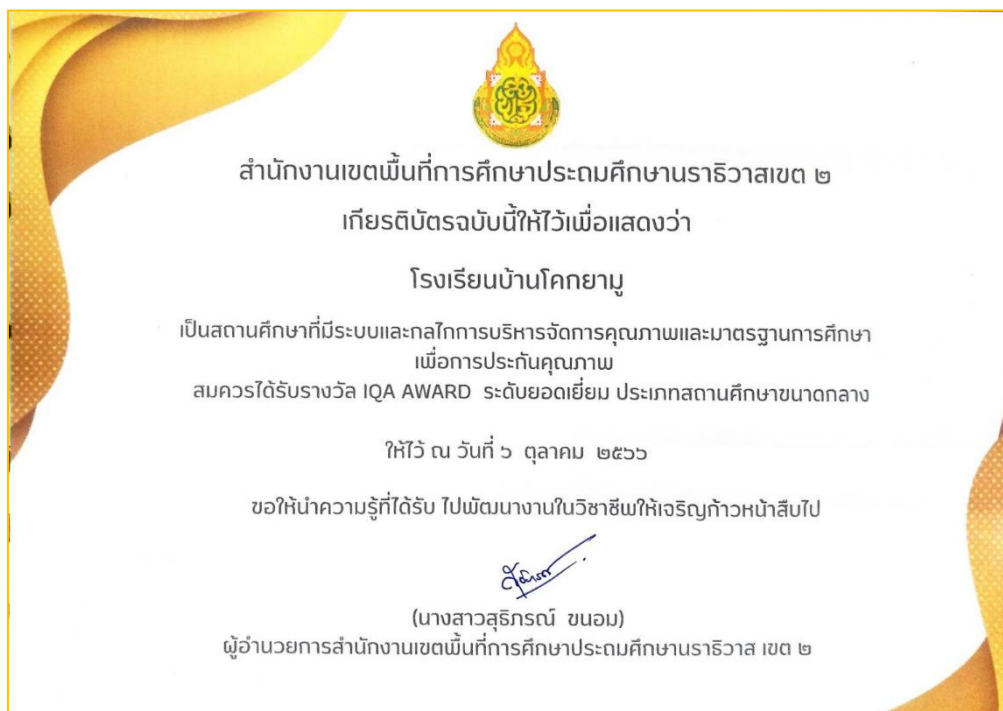 สำนักงานเขตพื้นที่การศึกษาประถมศึกษานราธิวาสเขต ๒
เกียรติบัตรฉบับนี้ให้ไว้เพื่อแสดงว่า
โรงเรียนบ้านโคกยามู
เป็นสถานศึกษาที่มีระบบและกลไกการบริหารจัดการคุณภาพและมาตรฐานการศึกษา
เพื่อการประกันคุณภาพ
สมควรได้รับรางวัล IQA AWARD ระดับยอดเยี่ยม ประเภทสถานศึกษาขนาดกลาง
ให้ไว้ ณ วันที่ ๖ ตุลาคม ๒๕๖๖
ขอให้นำความรู้ที่ได้รับ ไปพัฒนางานในวิชาชีพให้เจริญก้าวหน้าสืบไป
(นางสาวสุธิภรณ์ ขนอม)
ผู้อำนวยการสำนักงานเขตพื้นที่การศึกษาประถมศึกษานราธิวาส เขต ๒